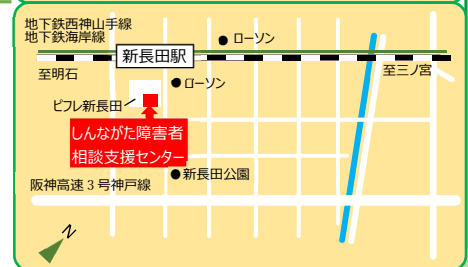 地下鉄西神山手線
地下鉄海岸線
ローソン
新長田駅
至明石
至三ノ宮
ローソン
ピフレ新長田
しんながた障害者
相談支援センター
新長田公園
阪神高速３号神戸線
N